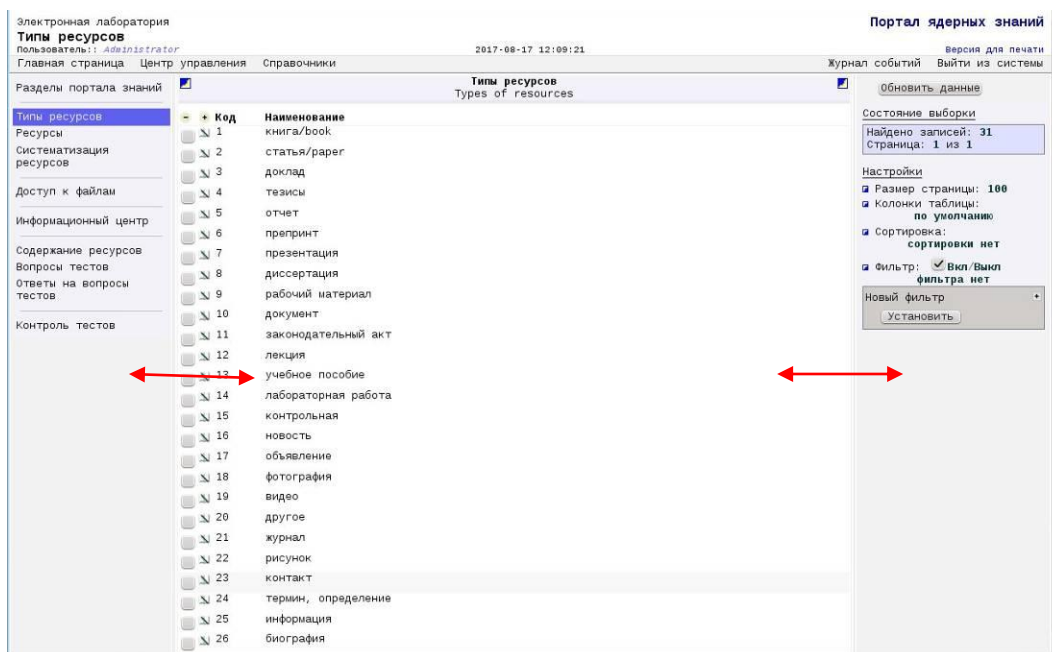 Электронная лаборатория
Портал ядерных знаний
Типы ресурсов
Пользователь:: Administrator
2017-08-17 12:09:21
Версия для печати
Главная страница Центр управления Справочники Журнал событий Выйти из системы
Разделы портала знаний
Типы ресурсов
Ресурсы
Систематизация
ресурсов
Доступ к файлам
Информационный центр
Содержание ресурсов
Вопросы тестов
Ответы на вопросы
тестов
Контроль тестов
Типы ресурсов
Types of resources
- + Код Наименование
1 книга/book
2 статья/paper
3 доклад
4 тезисы
5 отчет
6 препринт
7 презентация
8 диссертация
9 рабочий материал
10 документ
11 законодательный акт
12 лекция
13 учебное пособие
14 лабораторная работа
15 контрольная
16 новость
17 объявление
18 фотография
19 видео
20 другое
21 журнал
22 рисунок
23 контакт
24 термин, определение
25 информация
26 биография
Обновить данные
Состояние выборки
Найдено записей: 31
Страница: 1 из 1
Настройки
Размер страницы: 100
Колонки таблицы:
по умолчанию
Сортировка:
сортировки нет
Фильтр: Вкл/Выкл
фильтра нет
Новый фильтр +
Установить